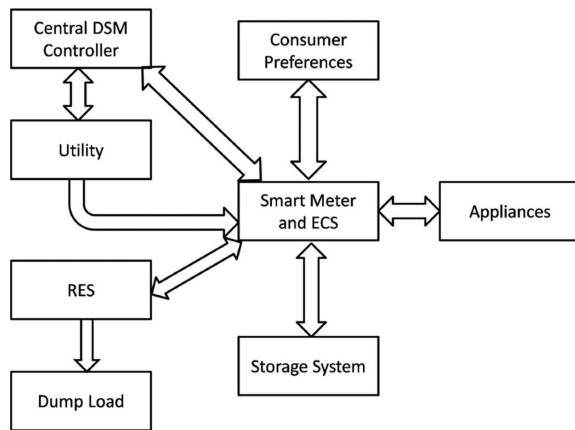 Central DSM
Controller
Consumer
Preferences
Utility
Smart Meter
and ECS
Appliances
RES
Storage System
Dump Load